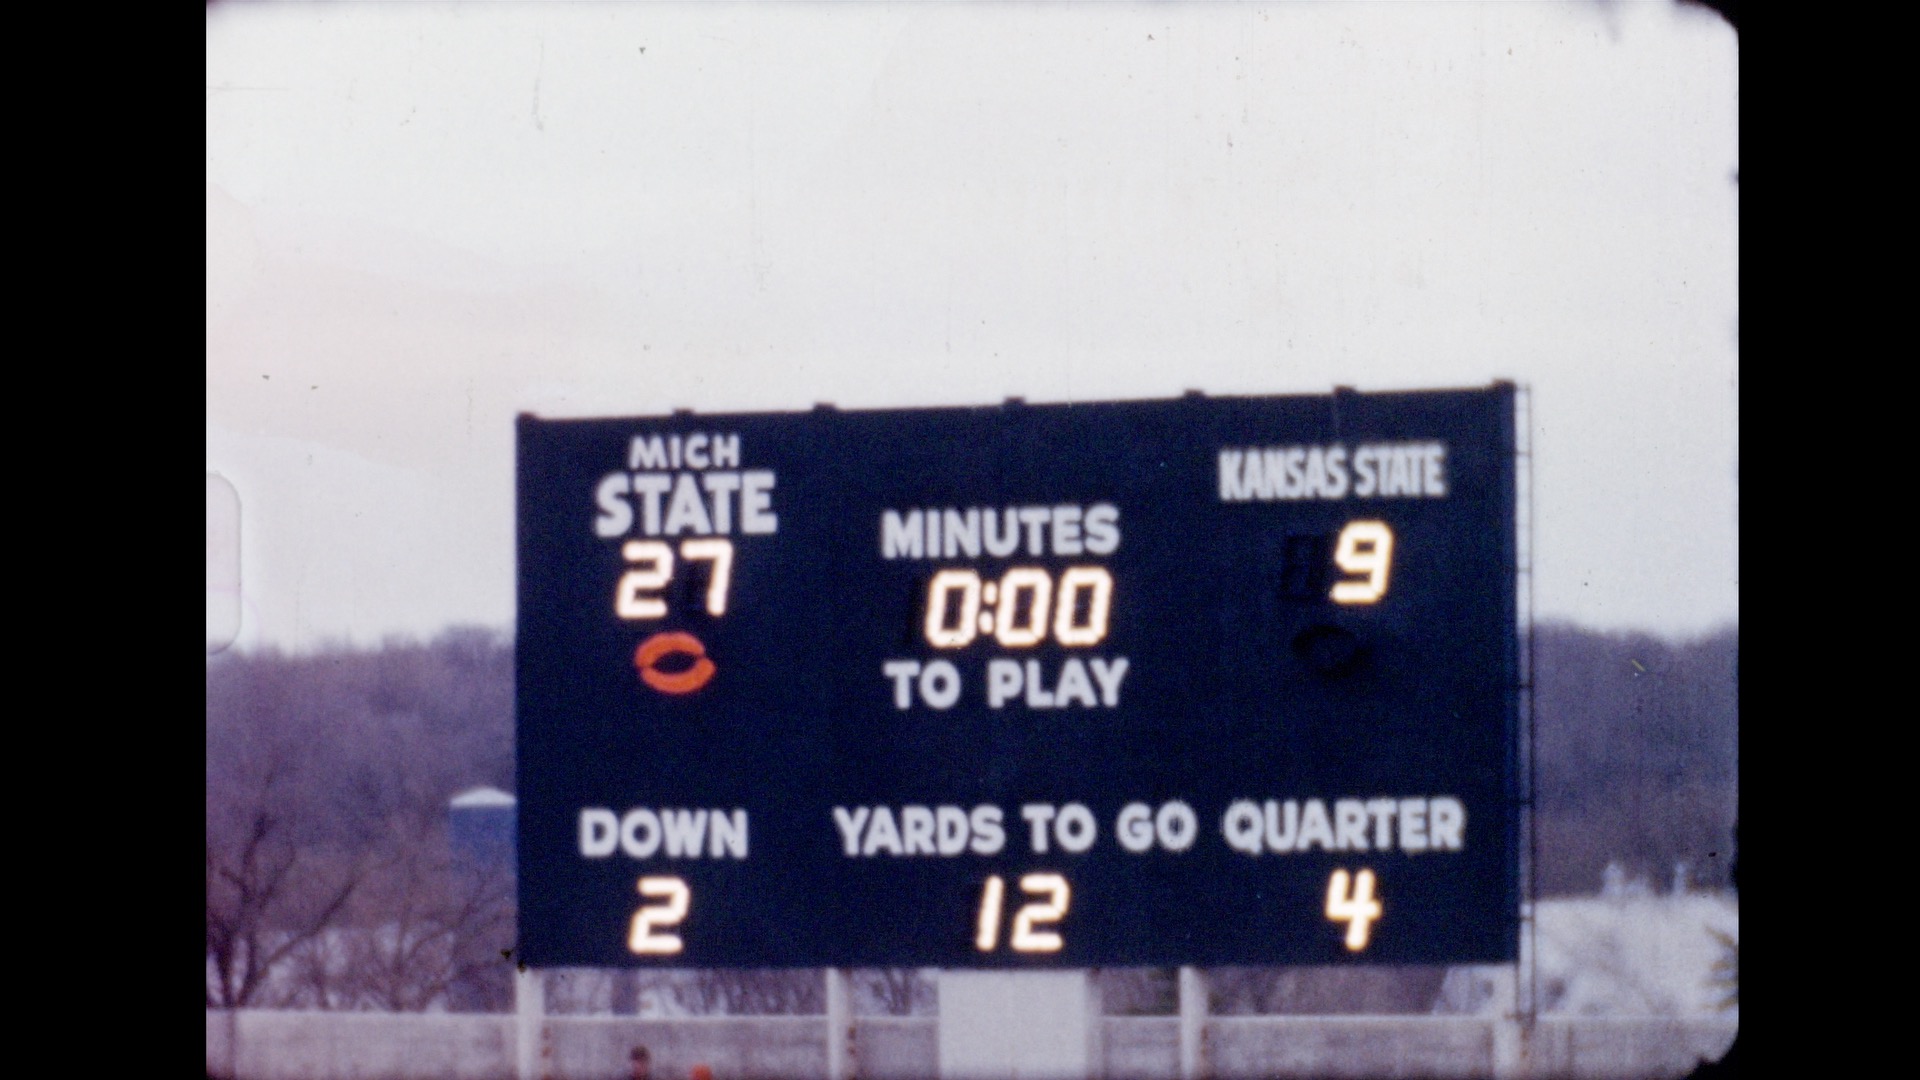 MICH
STATE
27
MINUTES
0:00
TO PLAY
KANSAS STATE
9
DOWN
2
YARDS TO GO
12
QUARTER
4